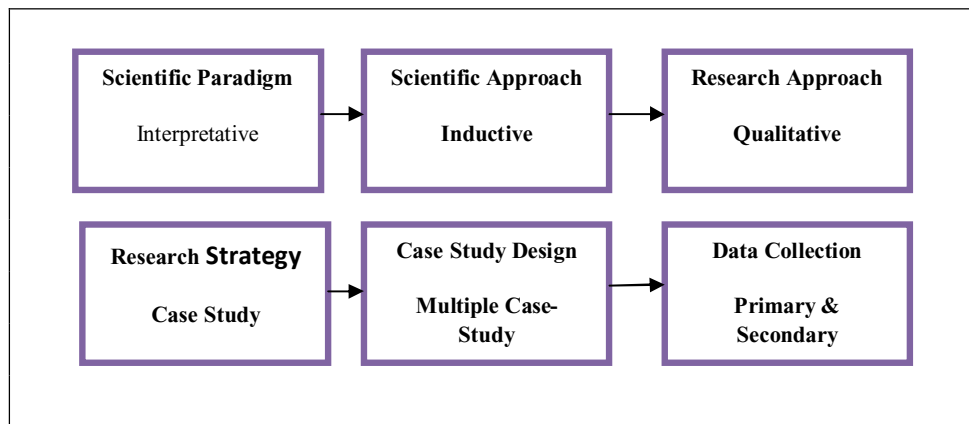 Scientific Paradigm
Interpretative
Scientific Approach
Inductive
Research Approach
Qualitative
Research Strategy
Case Study
Case Study Design
Multiple Case-
Study
Data Collection
Primary &
Secondary